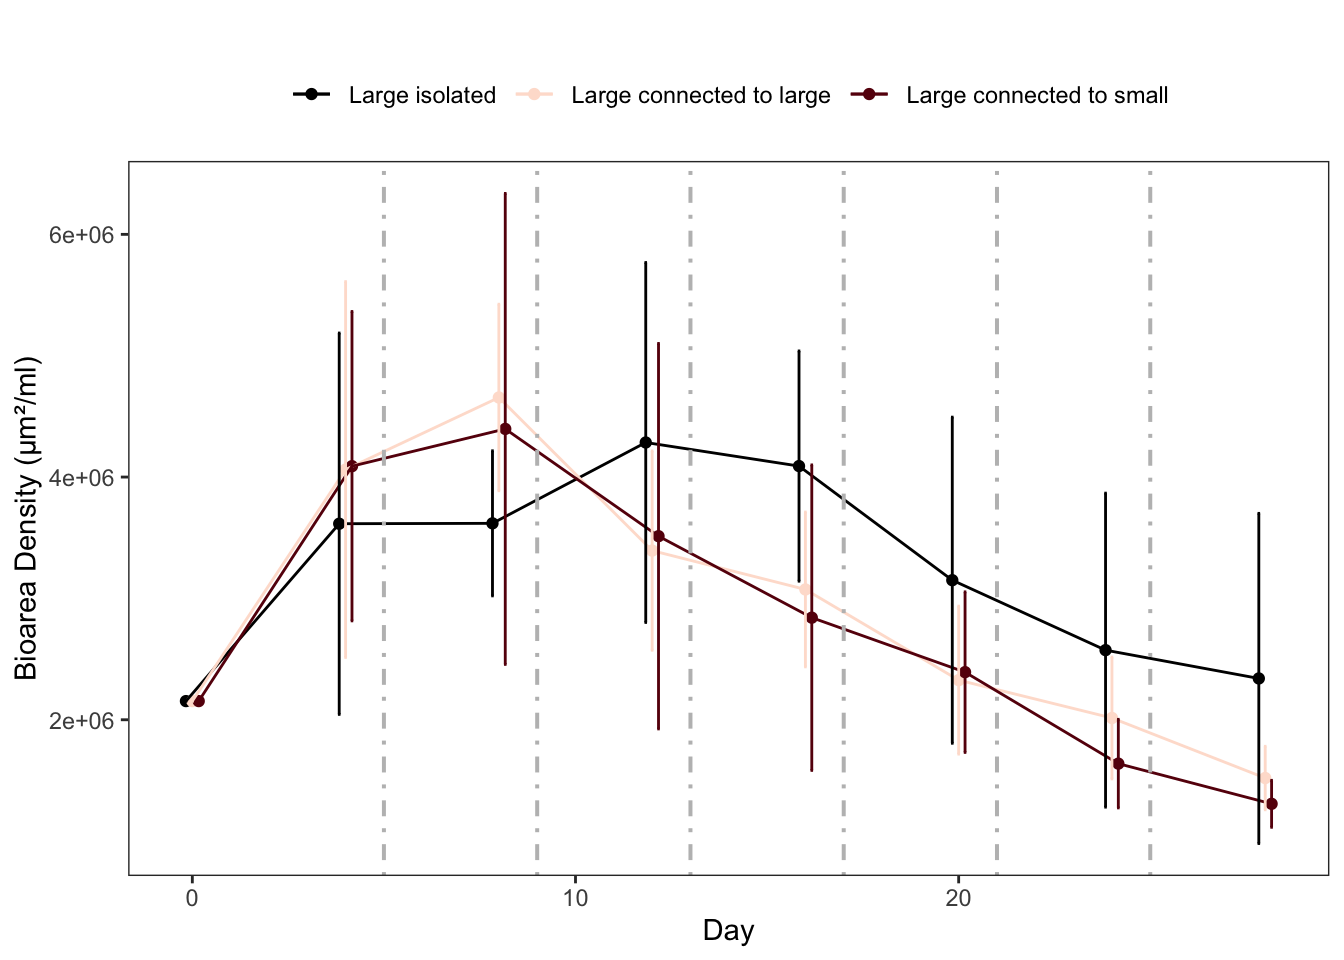 Large isolated Large connected to large Large connected to small
Bioarea Density (µm²/ml)
6e+06
4e+06
2e+06
0 10 20
Day